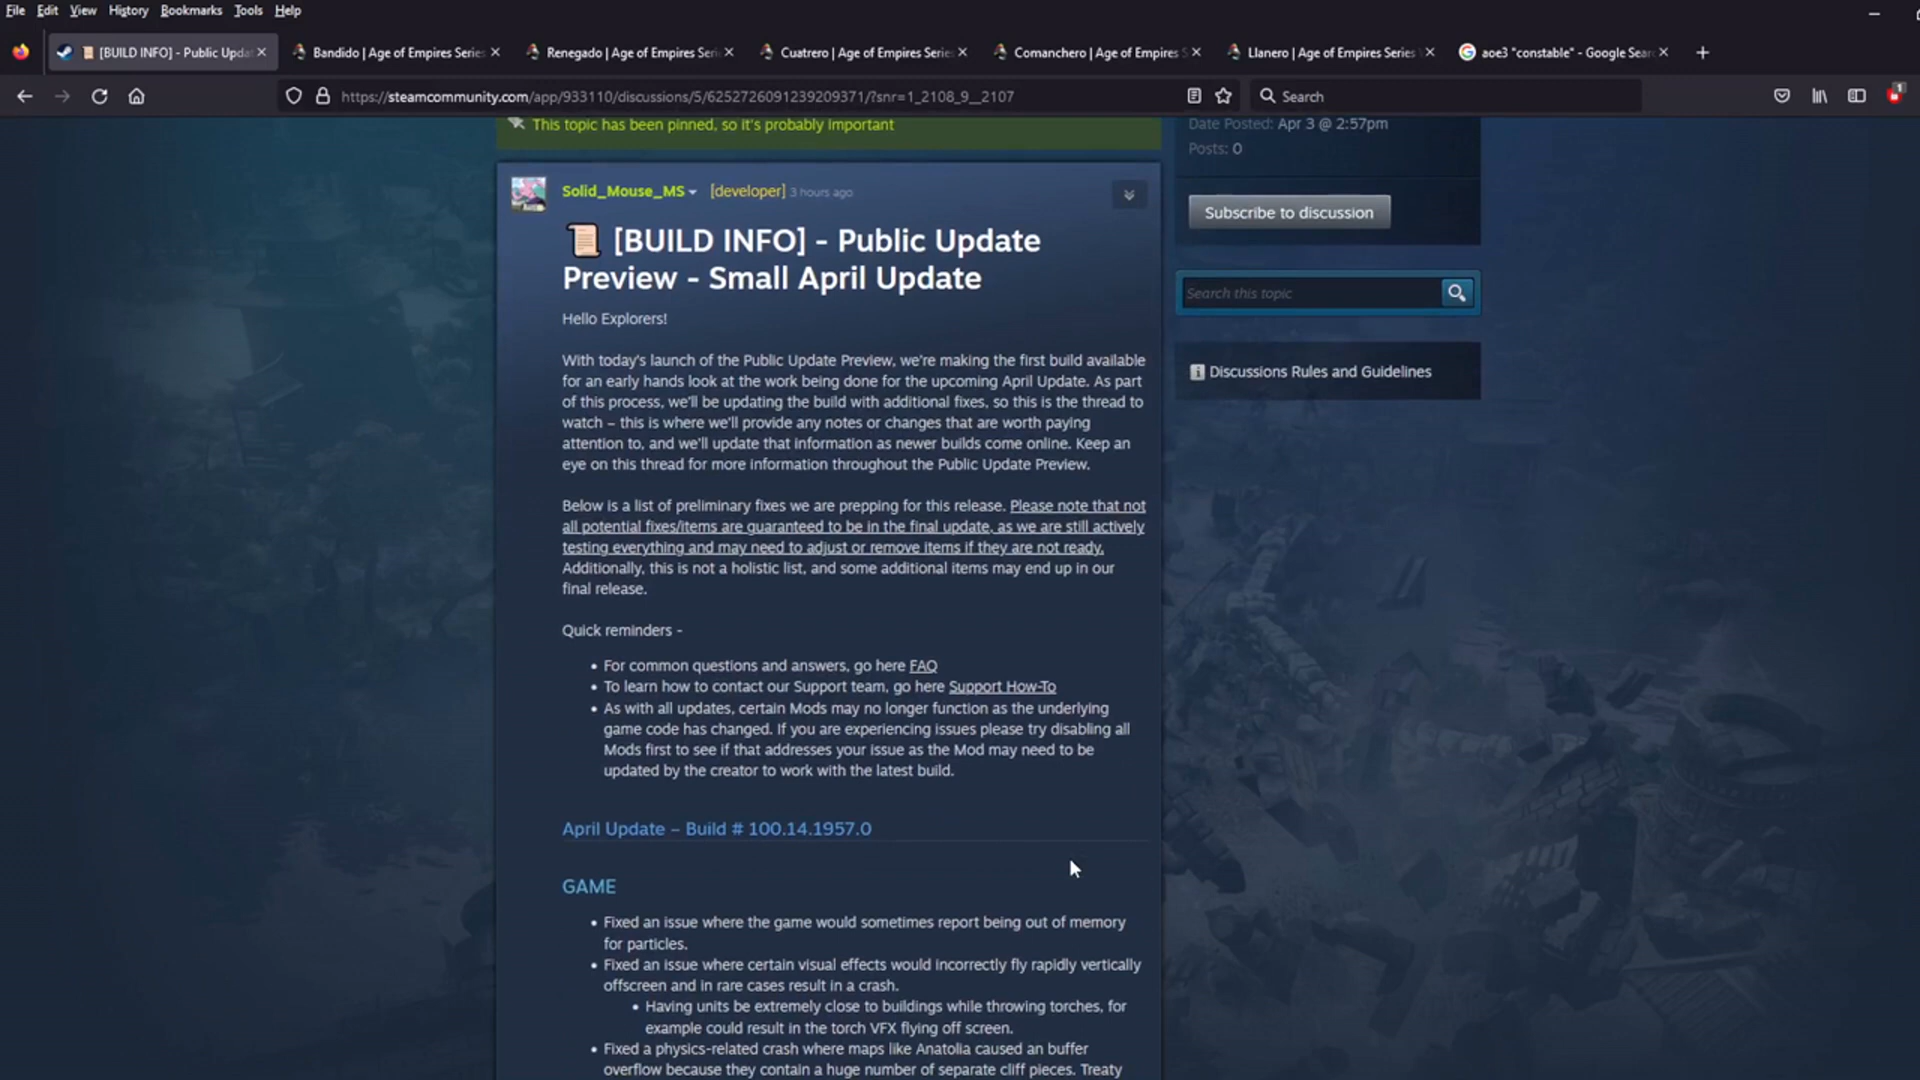 File Edit View History Bookmarks Tools Help
[BUILD INFO] - Public Upda
Bandido | Age of Empires Series
Renegado | Age of Empires Seri
Cuatrero | Age of Empires Series
Comanchero | Age of Empires S
Llanero | Age of Empires Series
aoe3 "constable" - Google Sear
https://steamcommunity.com/app/933110/discussions/5/6252726091239209371/?snr=1_2108_9__2107
Search
1
This topic has been pinned, so it's probably important
Date Posted: Apr 3 @ 2:57pm
Posts: 0
Subscribe to discussion
Search this topic
Discussions Rules and Guidelines
Solid_Mouse_MS [developer] 3 hours ago
[BUILD INFO] - Public Update
Preview - Small April Update
Hello Explorers!
With today's launch of the Public Update Preview, we're making the first build available
for an early hands look at the work being done for the upcoming April Update. As part
of this process, we'll be updating the build with additional fixes, so this is the thread to
watch – this is where we'll provide any notes or changes that are worth paying
attention to, and we'll update that information as newer builds come online. Keep an
eye on this thread for more information throughout the Public Update Preview.
Below is a list of preliminary fixes we are prepping for this release. Please note that not
all potential fixes/items are guaranteed to be in the final update, as we are still actively
testing everything and may need to adjust or remove items if they are not ready.
Additionally, this is not a holistic list, and some additional items may end up in our
final release.
Quick reminders -
• For common questions and answers, go here FAQ
• To learn how to contact our Support team, go here Support How-To
• As with all updates, certain Mods may no longer function as the underlying
game code has changed. If you are experiencing issues please try disabling all
Mods first to see if that addresses your issue as the Mod may need to be
updated by the creator to work with the latest build.
April Update – Build # 100.14.1957.0
GAME
• Fixed an issue where the game would sometimes report being out of memory
for particles.
• Fixed an issue where certain visual effects would incorrectly fly rapidly vertically
offscreen and in rare cases result in a crash.
• Having units be extremely close to buildings while throwing torches, for
example could result in the torch VFX flying off screen.
• Fixed a physics-related crash where maps like Anatolia caused an buffer
overflow because they contain a huge number of separate cliff pieces. Treaty